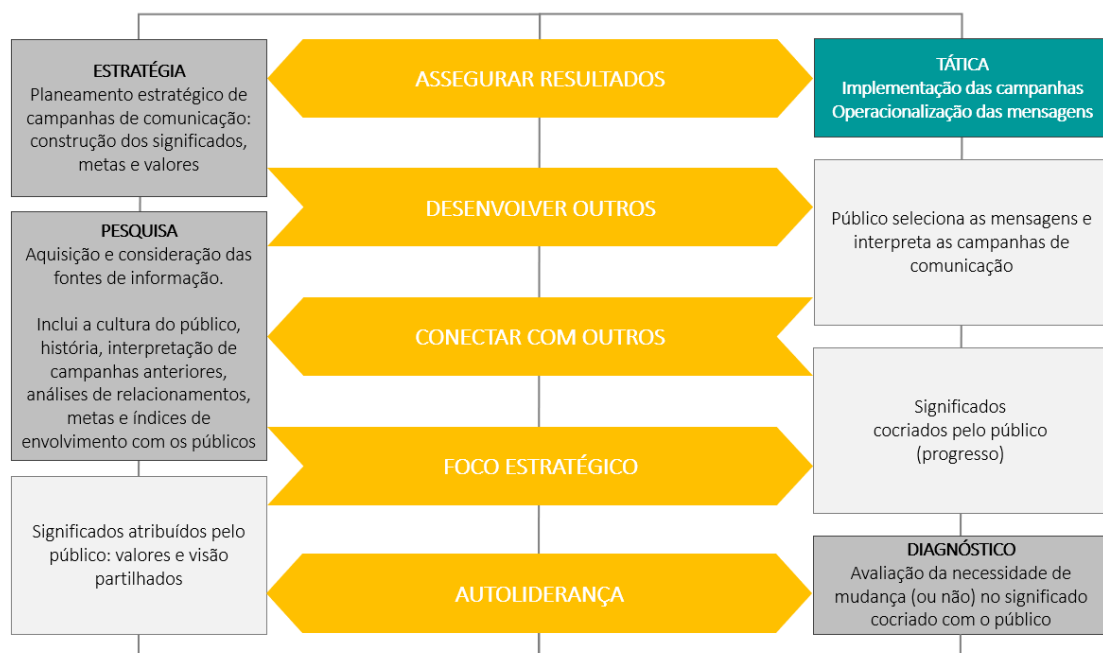 ESTRATÉGIA
Planeamento estratégico de
campanhas de comunicação:
construção dos significados,
metas e valores
PESQUISA
Aquisição e consideração das
fontes de informação.
Inclui a cultura do público,
história, interpretação de
campanhas anteriores,
análises de relacionamentos,
metas e índices de
envolvimento com os públicos
Significados atribuídos pelo
público: valores e visão
partilhados
ASSEGURAR RESULTADOS
DESENVOLVER OUTROS
CONECTAR COM OUTROS
FOCO ESTRATÉGICO
AUTOLIDERANÇA
TÁTICA
Implementação das campanhas
Operacionalização das mensagens
Público seleciona as mensagens e
interpreta as campanhas de
comunicação
Significados
cocriados pelo público
(progresso)
DIAGNÓSTICO
Avaliação da necessidade de
mudança (ou não) no significado
cocriado com o público